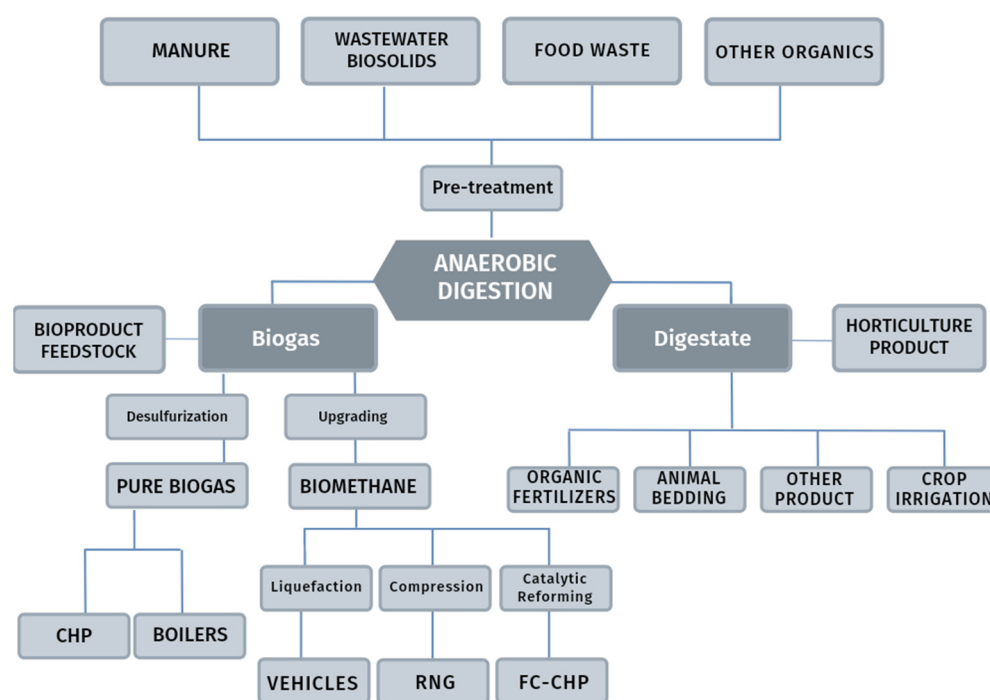 MANURE
WASTEWATER
BIOSOLIDS
FOOD WASTE
OTHER ORGANICS
Pre-treatment
ANAEROBIC
DIGESTION
BIOPRODUCT
FEEDSTOCK
Biogas
Digestate
HORTICULTURE
PRODUCT
Desulfurization
Upgrading
PURE BIOGAS
BIOMETHANE
ORGANIC
FERTILIZERS
ANIMAL
BEDDING
OTHER
PRODUCT
CROP
IRRIGATION
Liquefaction
Compression
Catalytic
Reforming
CHP
BOILERS
VEHICLES
RNG
FC-CHP